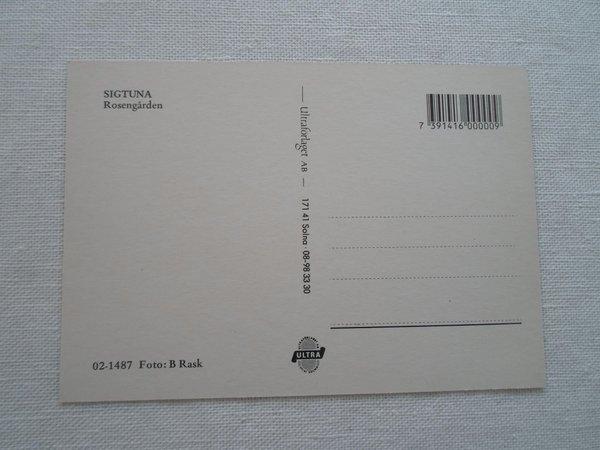 SIGTUNA
Rosengården
Ultraförlaget AB — 171 41 Solna · 08-98 33 30
7 391416 000009
ULTRA
02-1487 Foto: B Rask